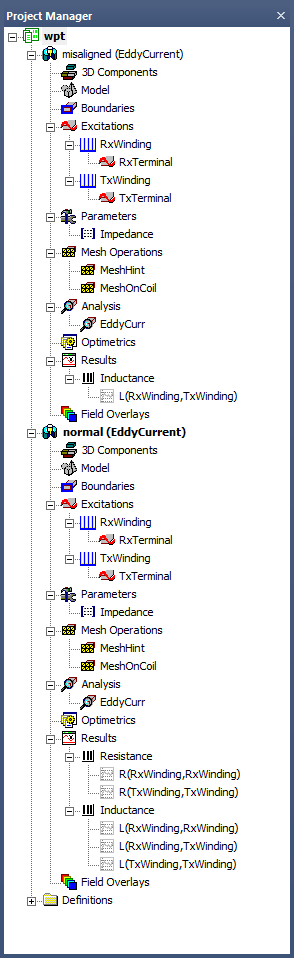 Project Manager
wpt
misaligned (EddyCurrent)
3D Components
Model
Boundaries
Excitations
RxWinding
RxTerminal
TxWinding
TxTerminal
Parameters
Impedance
Mesh Operations
MeshHint
MeshOnCoil
Analysis
EddyCurr
Optimetrics
Results
Inductance
L(RxWinding,TxWinding)
Field Overlays
normal (EddyCurrent)
3D Components
Model
Boundaries
Excitations
RxWinding
RxTerminal
TxWinding
TxTerminal
Parameters
Impedance
Mesh Operations
MeshHint
MeshOnCoil
Analysis
EddyCurr
Optimetrics
Results
Resistance
R(RxWinding,RxWinding)
R(TxWinding,TxWinding)
Inductance
L(RxWinding,RxWinding)
L(RxWinding,TxWinding)
L(TxWinding,TxWinding)
Field Overlays
Definitions